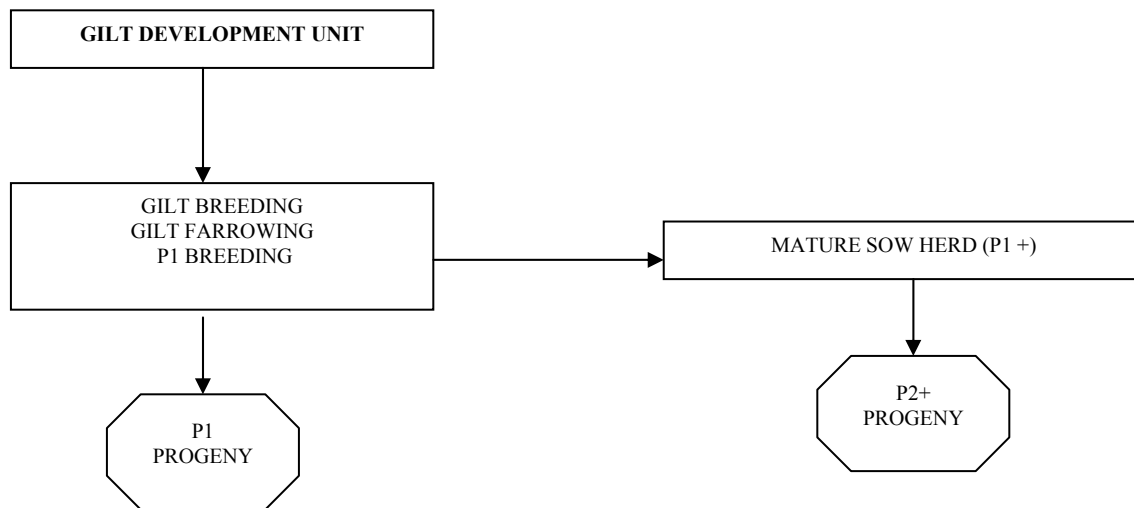 GILT DEVELOPMENT UNIT
GILT BREEDING
GILT FARROWING
P1 BREEDING
MATURE SOW HERD (P1 +)
P1
PROGENY
P2+
PROGENY